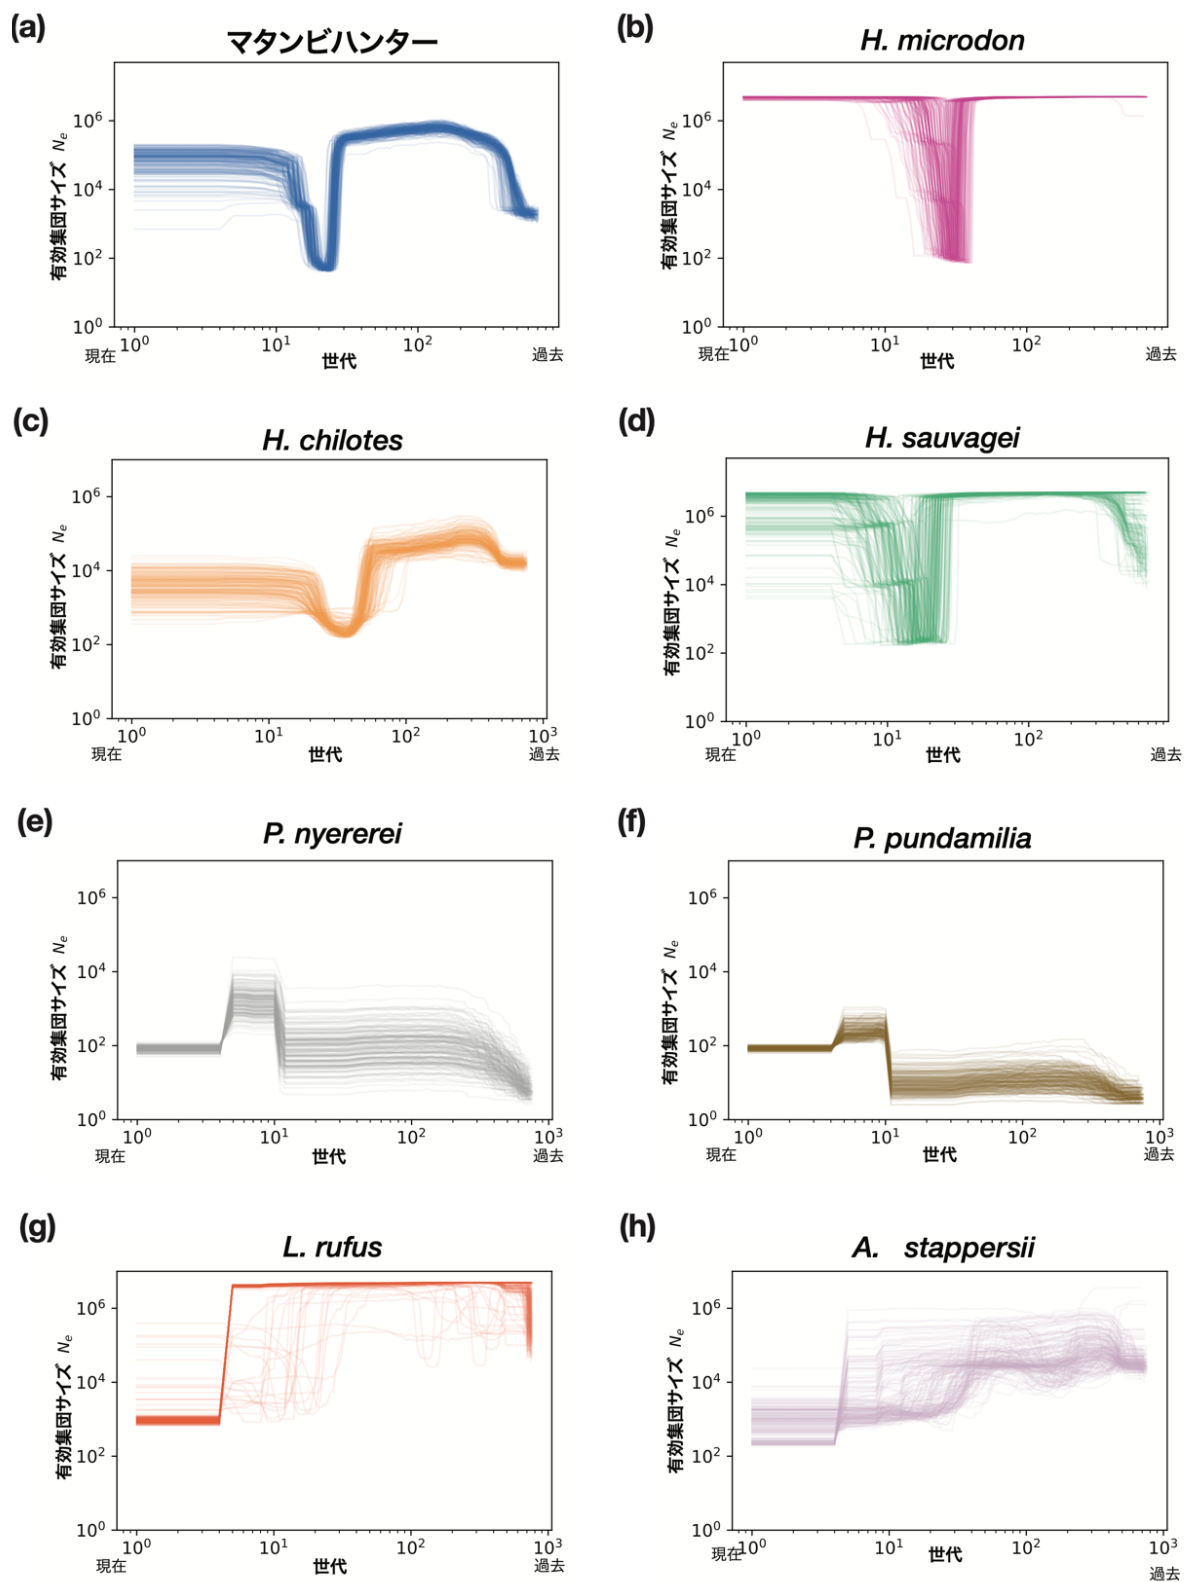 (a)
マタンビハンター
有効集団サイズ Ne
10^6
10^4
10^2
10^0
10^0
10^1
10^2
現在
世代
過去
(b)
H. microdon
有効集団サイズ Ne
10^6
10^4
10^2
10^0
10^0
10^1
10^2
現在
世代
過去
(c)
H. chilotes
有効集団サイズ Ne
10^6
10^4
10^2
10^0
10^0
10^1
10^2
10^3
現在
世代
過去
(d)
H. sauvagei
有効集団サイズ Ne
10^6
10^4
10^2
10^0
10^0
10^1
10^2
現在
世代
過去
(e)
P. nyererei
有効集団サイズ Ne
10^6
10^4
10^2
10^0
10^0
10^1
10^2
10^3
現在
世代
過去
(f)
P. pundamilia
有効集団サイズ Ne
10^6
10^4
10^2
10^0
10^0
10^1
10^2
10^3
現在
世代
過去
(g)
L. rufus
有効集団サイズ Ne
10^6
10^4
10^2
10^0
10^0
10^1
10^2
10^3
現在
世代
過去
(h)
A. stappersii
有効集団サイズ Ne
10^6
10^4
10^2
10^0
10^0
10^1
10^2
10^3
現在
世代
過去